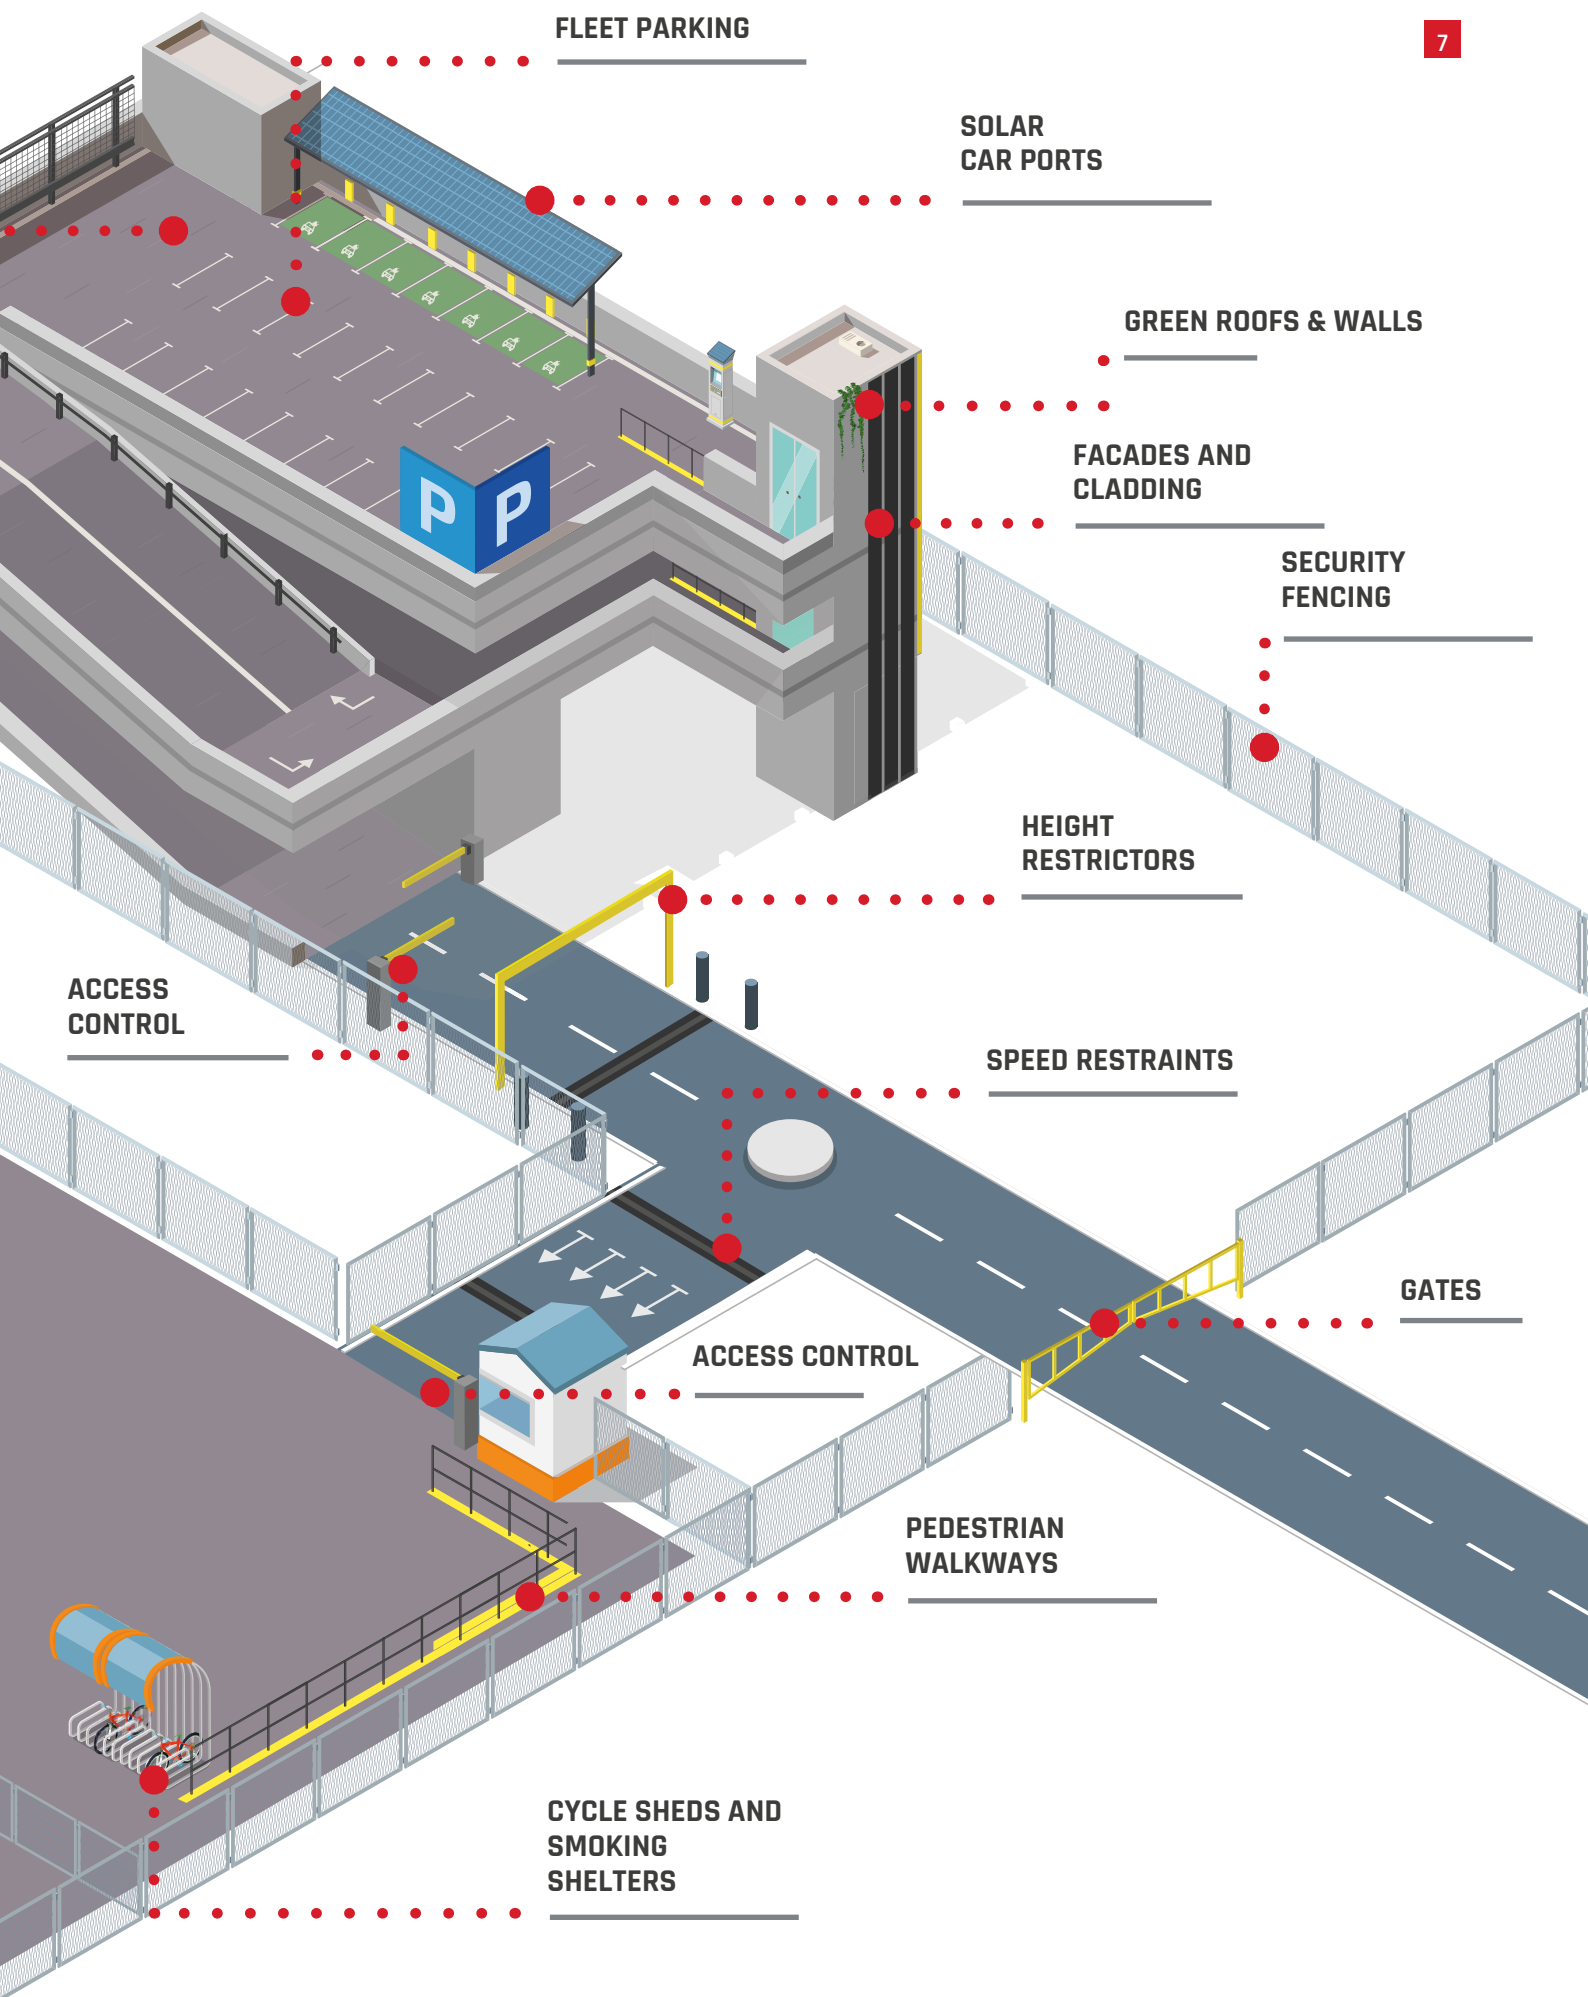 FLEET PARKING
7
SOLAR
CAR PORTS
GREEN ROOFS & WALLS
FACADES AND
CLADDING
SECURITY
FENCING
P P
HEIGHT
RESTRICTORS
ACCESS
CONTROL
SPEED RESTRAINTS
GATES
ACCESS CONTROL
PEDESTRIAN
WALKWAYS
CYCLE SHEDS AND
SMOKING
SHELTERS